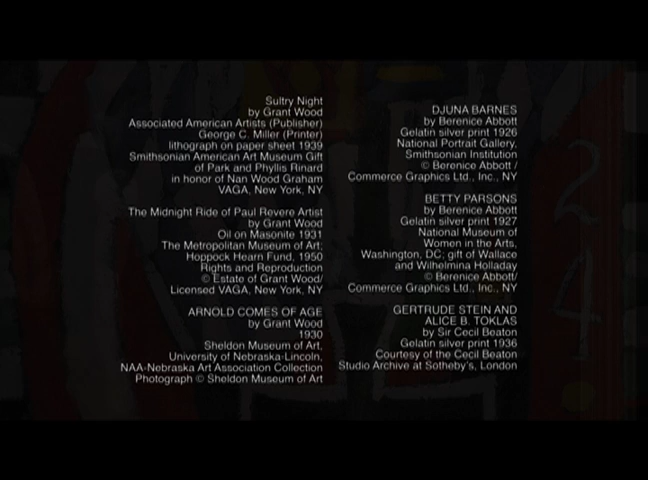 Sultry Night
by Grant Wood
Associated American Artists (Publisher)
George C. Miller (Printer)
lithograph on paper sheet 1939
Smithsonian American Art Museum Gift
of Park and Phyllis Rinard
in honor of Nan Wood Graham
VAGA, New York, NY
The Midnight Ride of Paul Revere Artist
by Grant Wood
Oil on Masonite 1931
The Metropolitan Museum of Art;
Hoppock Hearn Fund, 1950
Rights and Reproduction
© Estate of Grant Wood/
Licensed VAGA, New York, NY
ARNOLD COMES OF AGE
by Grant Wood
1930
Sheldon Museum of Art,
University of Nebraska-Lincoln,
NAA-Nebraska Art Association Collection
Photograph © Sheldon Museum of Art
DJUNA BARNES
by Berenice Abbott
Gelatin silver print 1926
National Portrait Gallery,
Smithsonian Institution
© Berenice Abbott /
Commerce Graphics Ltd., Inc., NY
BETTY PARSONS
by Berenice Abbott
Gelatin silver print 1927
National Museum of
Women in the Arts,
Washington, DC; gift of Wallace
and Wilhelmina Holladay
© Berenice Abbott/
Commerce Graphics Ltd., Inc., NY
GERTRUDE STEIN AND
ALICE B. TOKLAS
by Sir Cecil Beaton
Gelatin silver print 1936
Courtesy of the Cecil Beaton
Studio Archive at Sotheby's, London
24